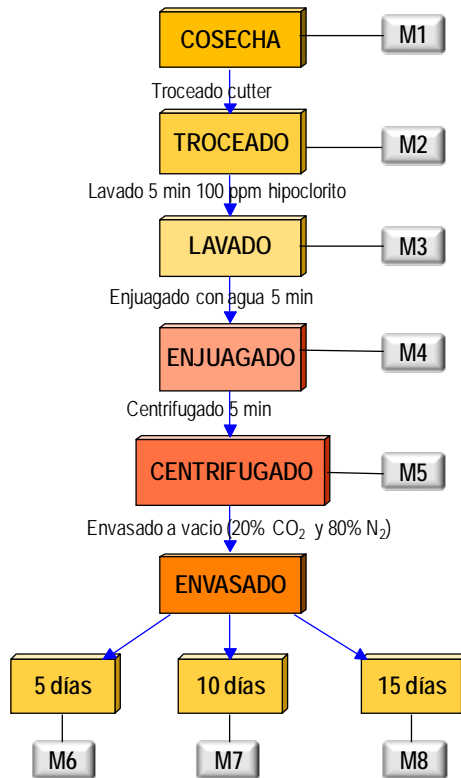 COSECHA
M1
Troceado cutter
TROCEADO
M2
Lavado 5 min 100 ppm hipoclorito
LAVADO
M3
Enjuagado con agua 5 min
ENJUAGADO
M4
Centrifugado 5 min
CENTRIFUGADO
M5
Envasado a vacio (20% CO₂ y 80% N₂)
ENVASADO
5 días
10 días
15 días
M6
M7
M8